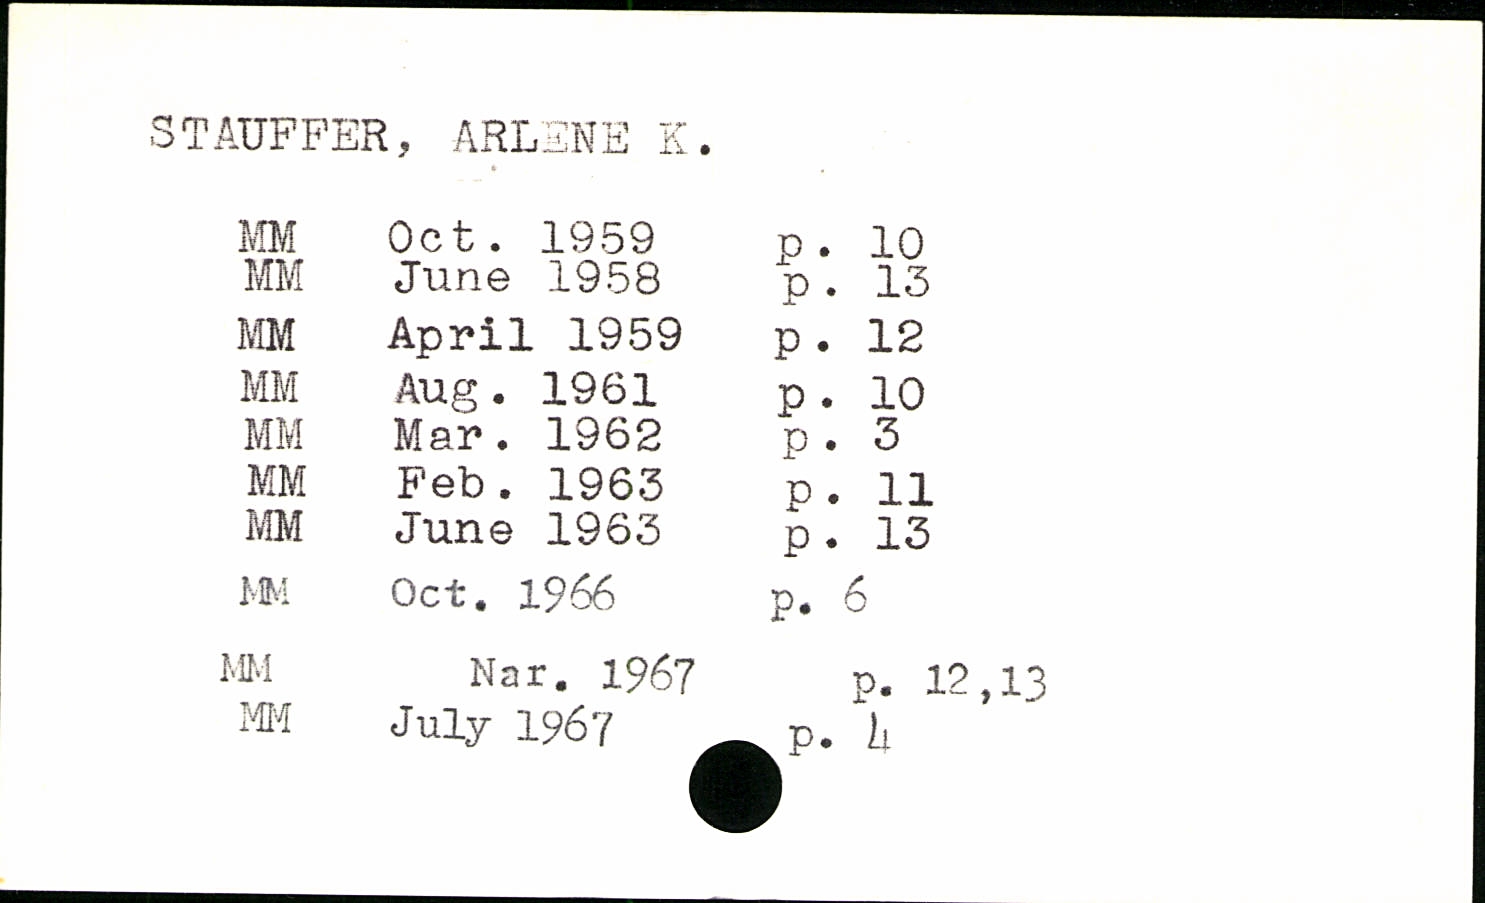 STAUFFER, ARLENE K.
MM Oct. 1959 p. 10
MM June 1958 p. 13
MM April 1959 p. 12
MM Aug. 1961 p. 10
MM Mar. 1962 p. 3
MM Feb. 1963 p. 11
MM June 1963 p. 13
MM Oct. 1966 p. 6
MM Nar. 1967 p. 12,13
MM July 1967 p. 4